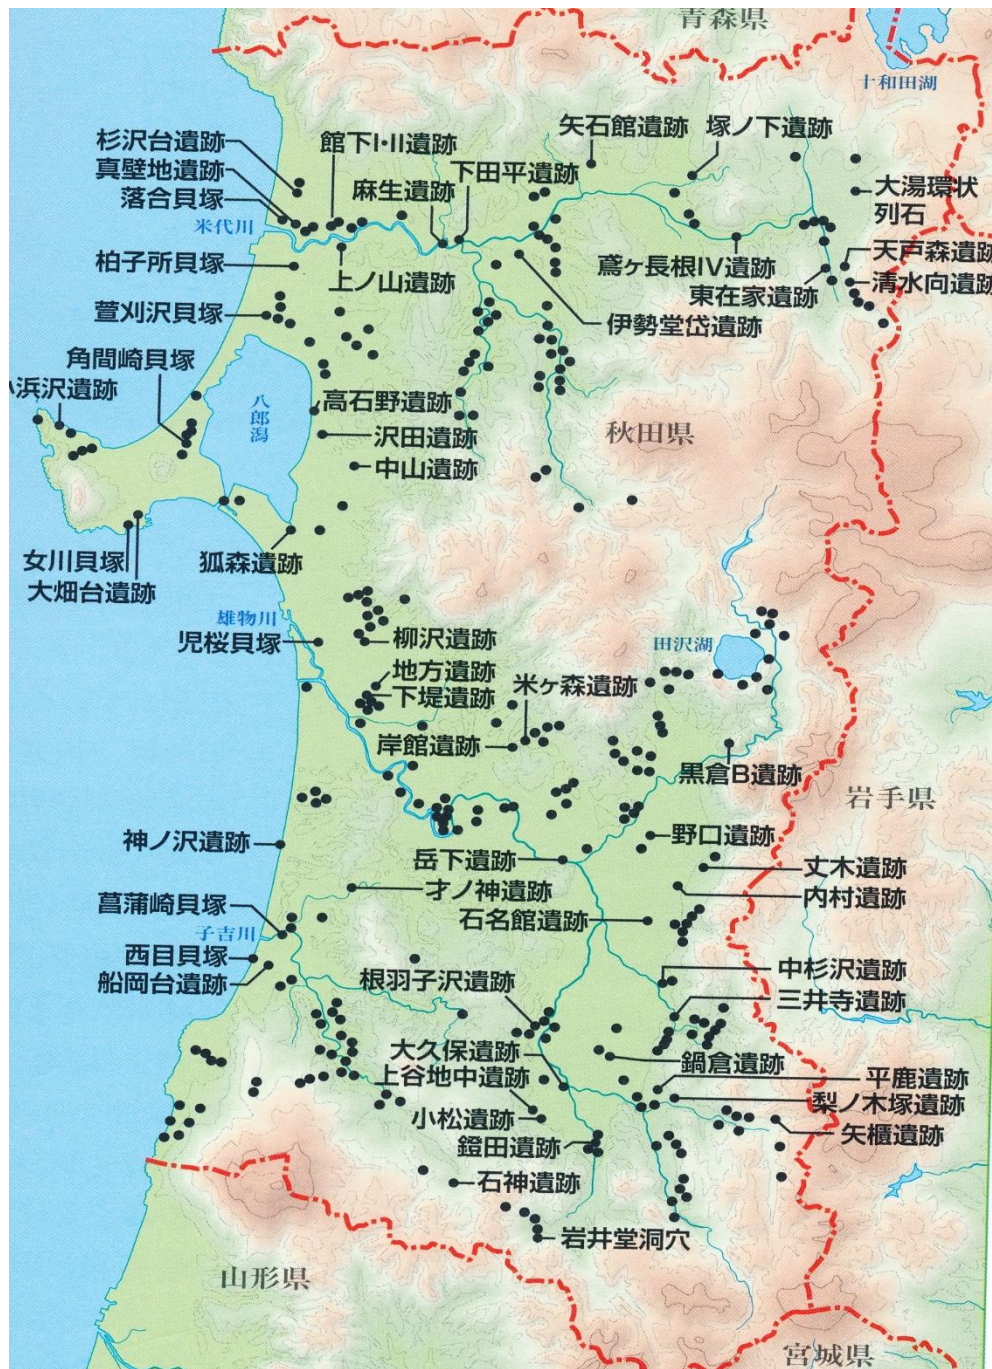 青森県
十和田湖
矢石館遺跡
塚ノ下遺跡
杉沢台遺跡
館下I・II遺跡
真壁地遺跡
麻生遺跡
下田平遺跡
落合貝塚
大湯環状
列石
米代川
柏子所貝塚
上ノ山遺跡
鳶ヶ長根IV遺跡
天戸森遺跡
東在家遺跡
清水向遺跡
萱刈沢貝塚
伊勢堂岱遺跡
角間崎貝塚
小浜沢遺跡
八郎潟
高石野遺跡
沢田遺跡
秋田県
中山遺跡
女川貝塚
狐森遺跡
大畑台遺跡
雄物川
児桜貝塚
柳沢遺跡
田沢湖
地方遺跡
下堤遺跡
米ヶ森遺跡
岸館遺跡
黒倉B遺跡
岩手県
神ノ沢遺跡
野口遺跡
岳下遺跡
丈木遺跡
才ノ神遺跡
内村遺跡
菖蒲崎貝塚
石名館遺跡
子吉川
西目貝塚
中杉沢遺跡
船岡台遺跡
根羽子沢遺跡
三井寺遺跡
大久保遺跡
鍋倉遺跡
上谷地中遺跡
平鹿遺跡
小松遺跡
梨ノ木塚遺跡
鐙田遺跡
矢櫃遺跡
石神遺跡
岩井堂洞穴
山形県
宮城県